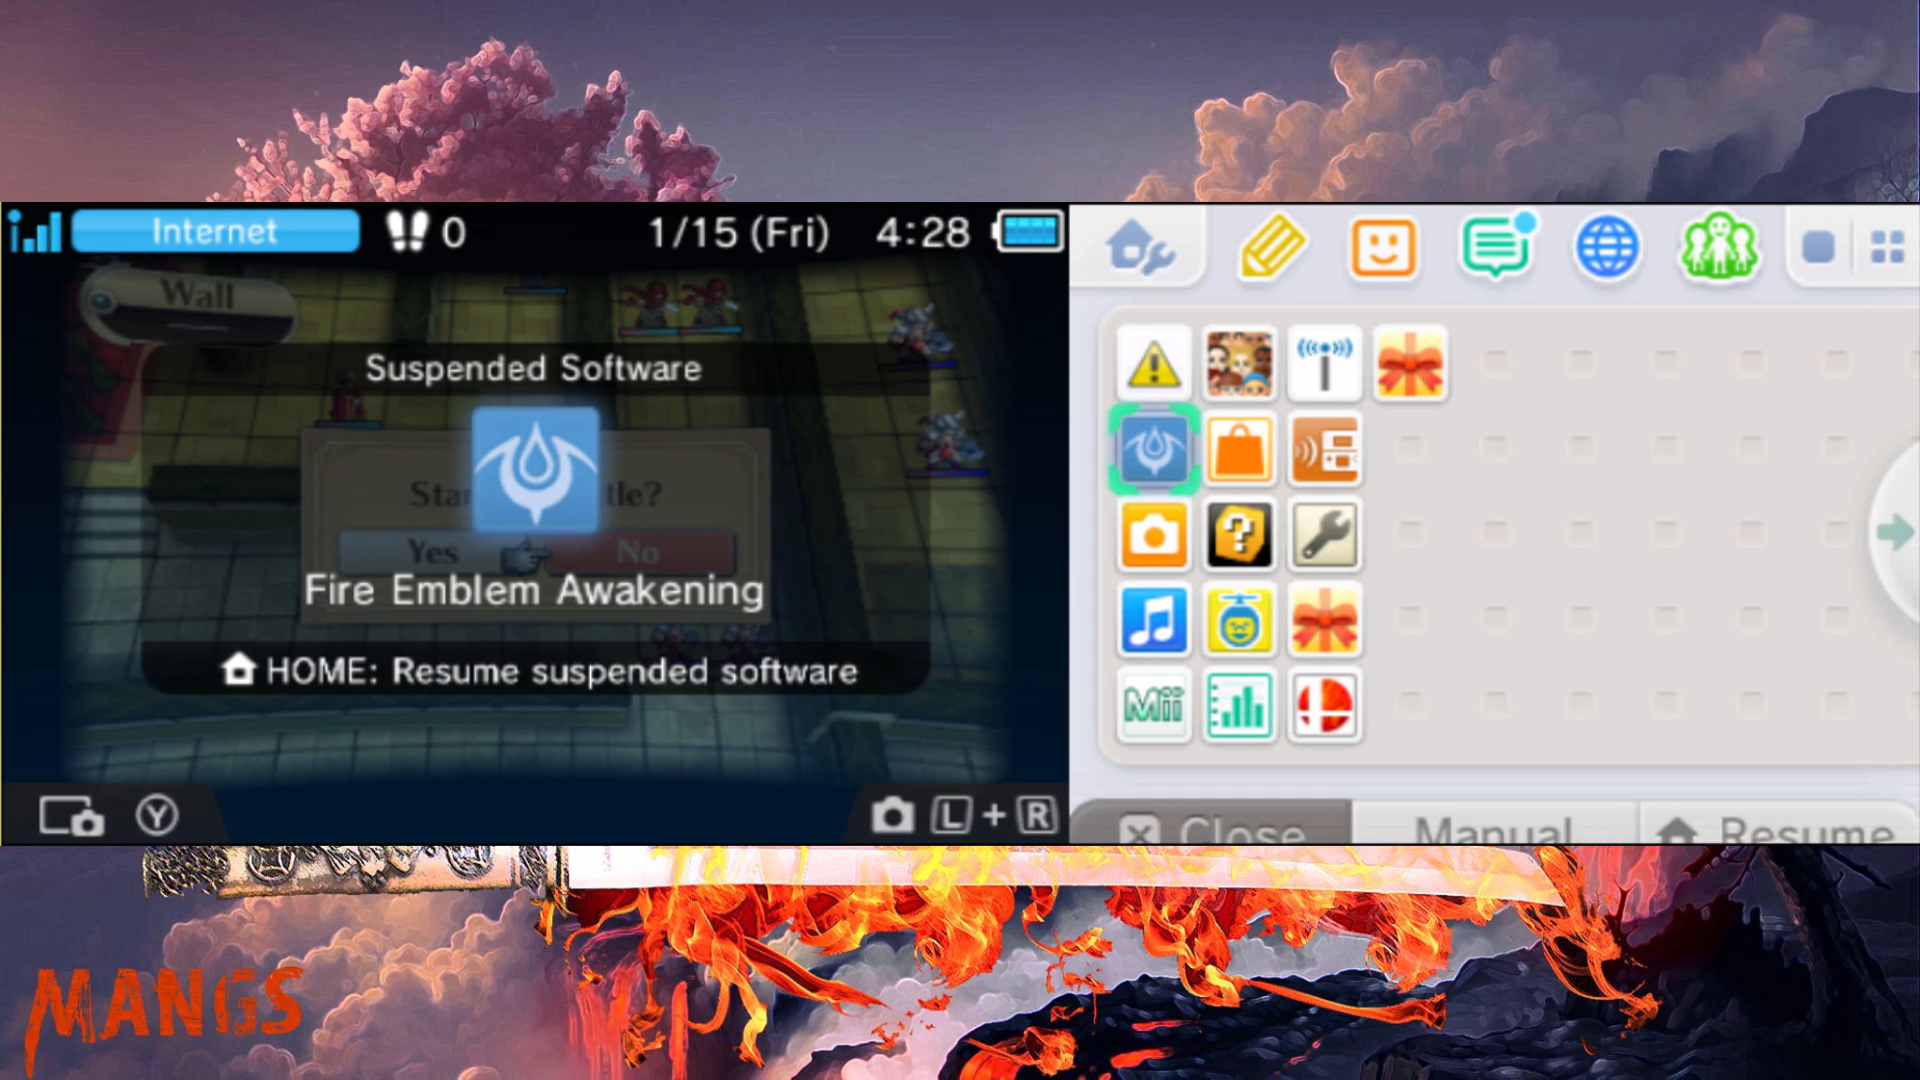 Internet 0 1/15 (Fri) 4:28
Wall
Suspended Software
Yes No
Fire Emblem Awakening
HOME: Resume suspended software
Y
L + R
Mii
Close Manual Resume
MANGS